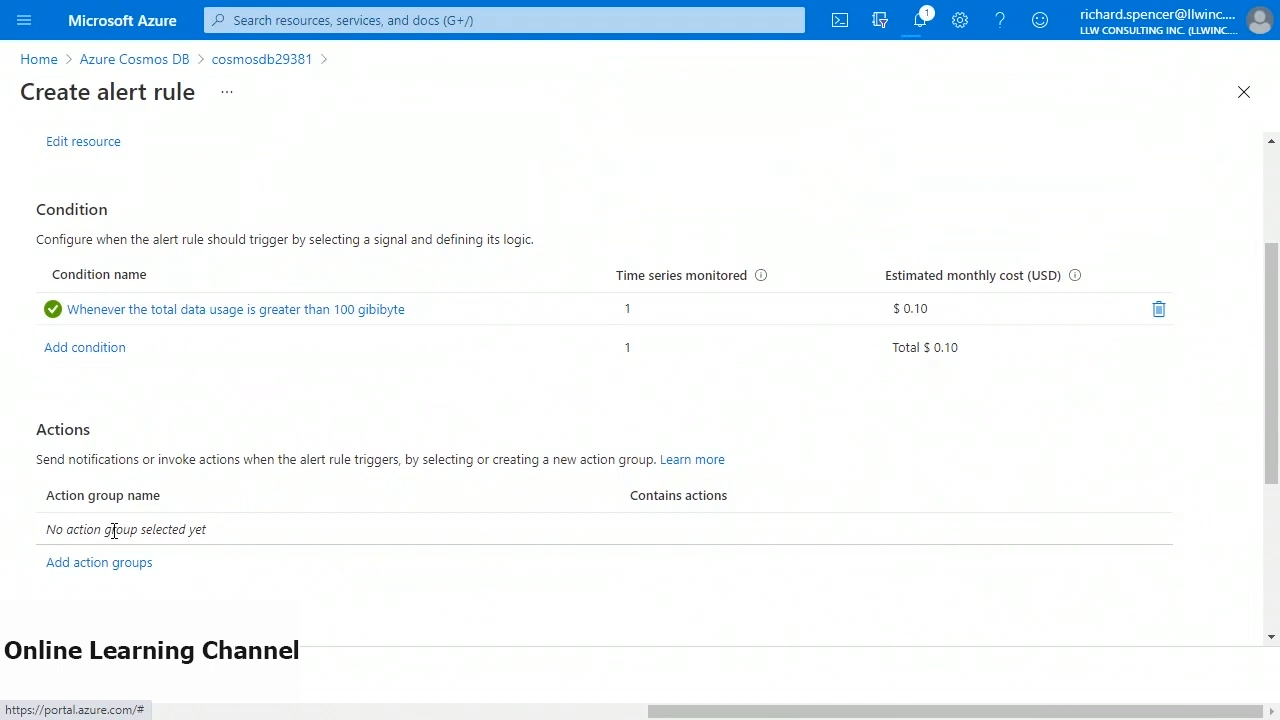 Microsoft Azure
Search resources, services, and docs (G+/)
1
richard.spencer@llwinc....
LLW CONSULTING INC. (LLWINC....
Home > Azure Cosmos DB > cosmosdb29381 >
Create alert rule ...
Edit resource
Condition
Configure when the alert rule should trigger by selecting a signal and defining its logic.
Condition name Time series monitored Estimated monthly cost (USD)
Whenever the total data usage is greater than 100 gibibyte 1 $ 0.10
Add condition 1 Total $ 0.10
Actions
Send notifications or invoke actions when the alert rule triggers, by selecting or creating a new action group. Learn more
Action group name Contains actions
No action group selected yet
Add action groups
Online Learning Channel
https://portal.azure.com/#